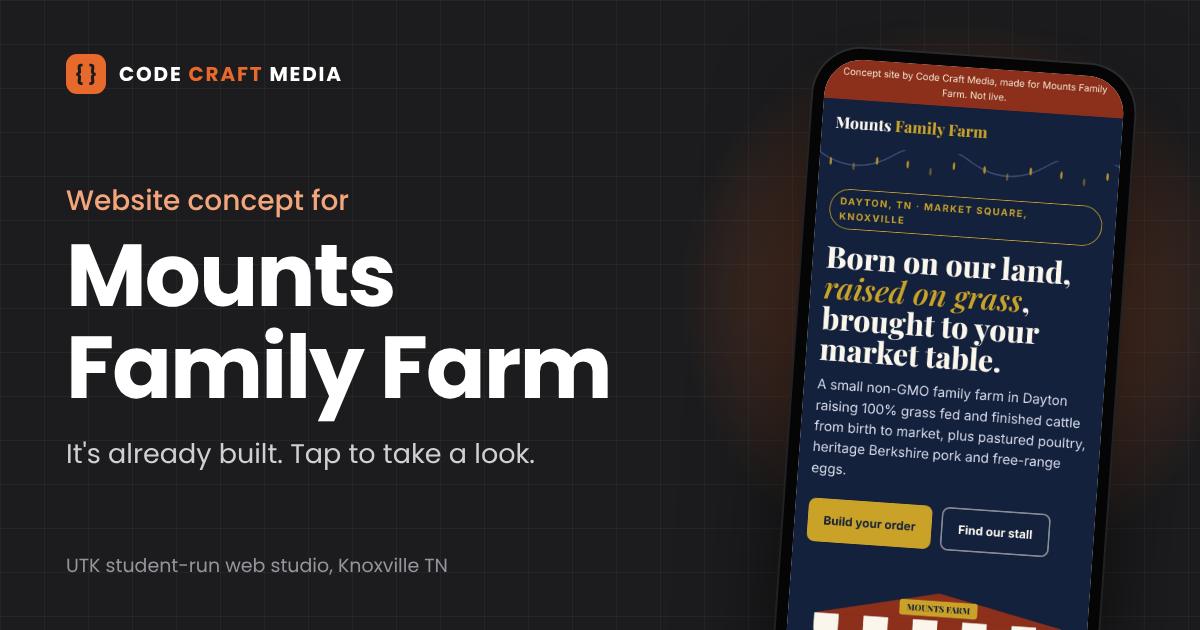 { } CODE CRAFT MEDIA
Website concept for
Mounts
Family Farm
It's already built. Tap to take a look.
UTK student-run web studio, Knoxville TN
Concept site by Code Craft Media, made for Mounts Family
Farm. Not live.
Mounts Family Farm
DAYTON, TN · MARKET SQUARE,
KNOXVILLE
Born on our land,
raised on grass,
brought to your
market table.
A small non-GMO family farm in Dayton
raising 100% grass fed and finished cattle
from birth to market, plus pastured poultry,
heritage Berkshire pork and free-range
eggs.
Build your order
Find our stall
MOUNTS FARM